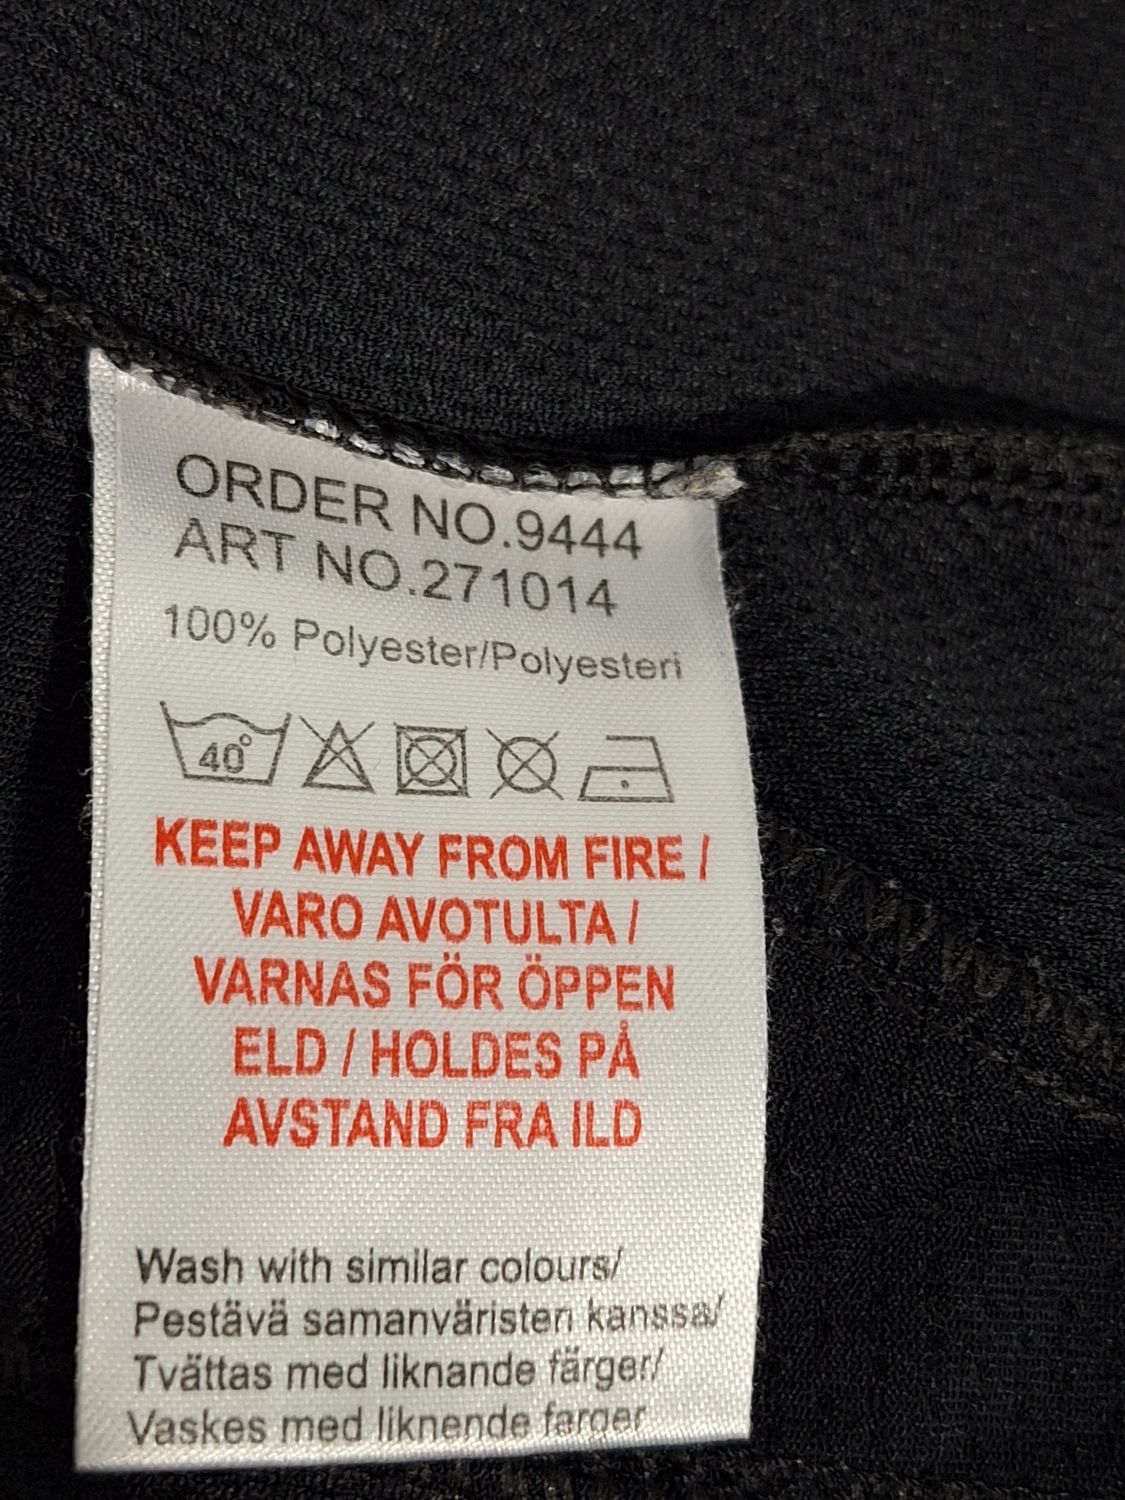 ORDER NO.9444
ART NO.271014
100% Polyester/Polyesteri
40°
KEEP AWAY FROM FIRE /
VARO AVOTULTA /
VARNAS FÖR ÖPPEN
ELD / HOLDES PÅ
AVSTAND FRA ILD
Wash with similar colours/
Pestävä samanväristen kanssa/
Tvättas med liknande färger/
Vaskes med liknende farger